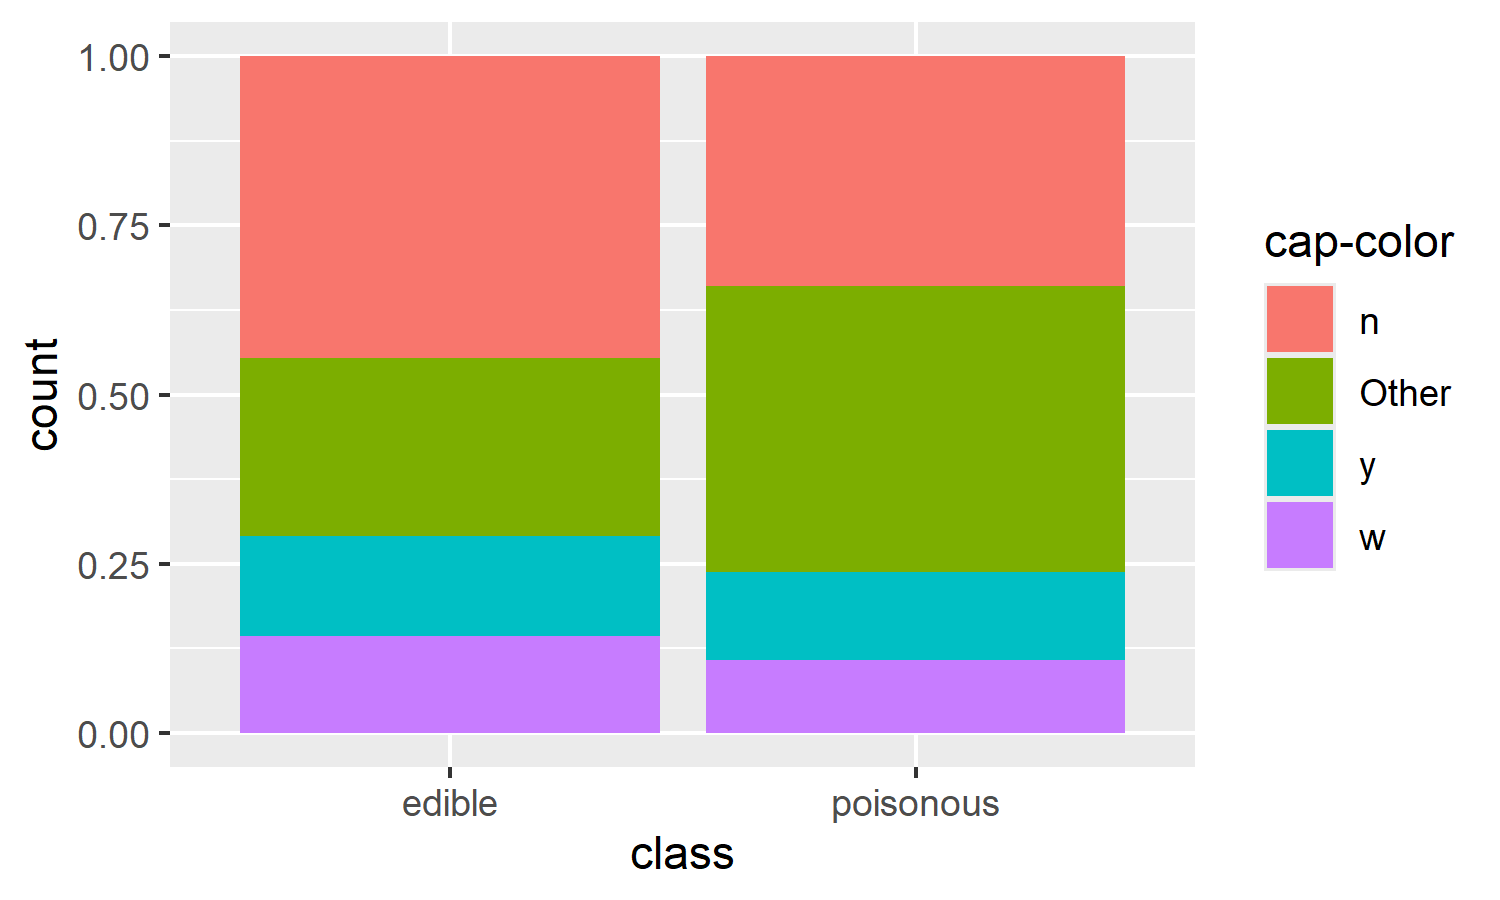 1.00
0.75
0.50
0.25
0.00
count
edible
poisonous
class
cap-color
n
Other
y
w